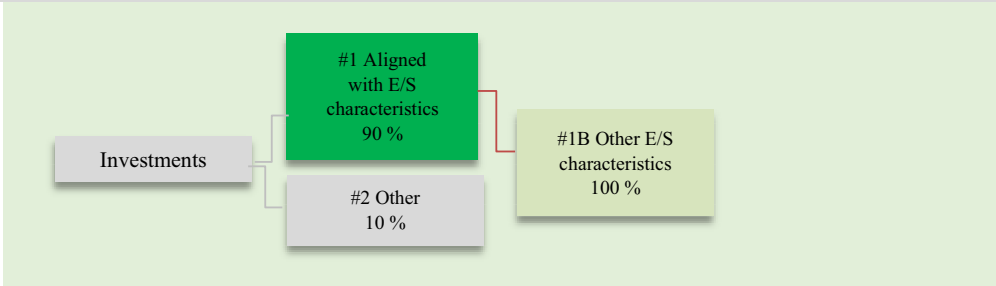 Investments
#1 Aligned
with E/S
characteristics
90 %
#2 Other
10 %
#1B Other E/S
characteristics
100 %